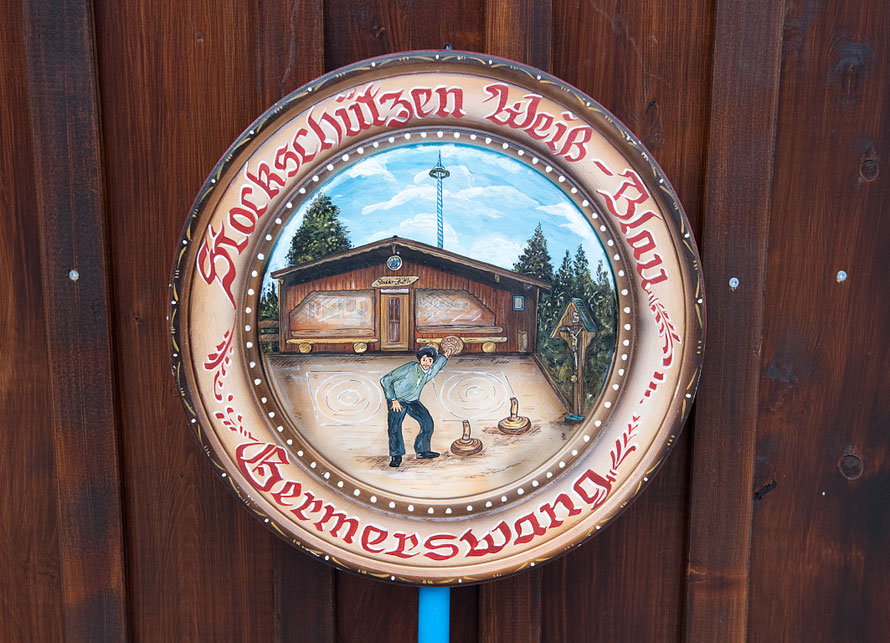 Stockschützen Weiß-Blau
Germerswang